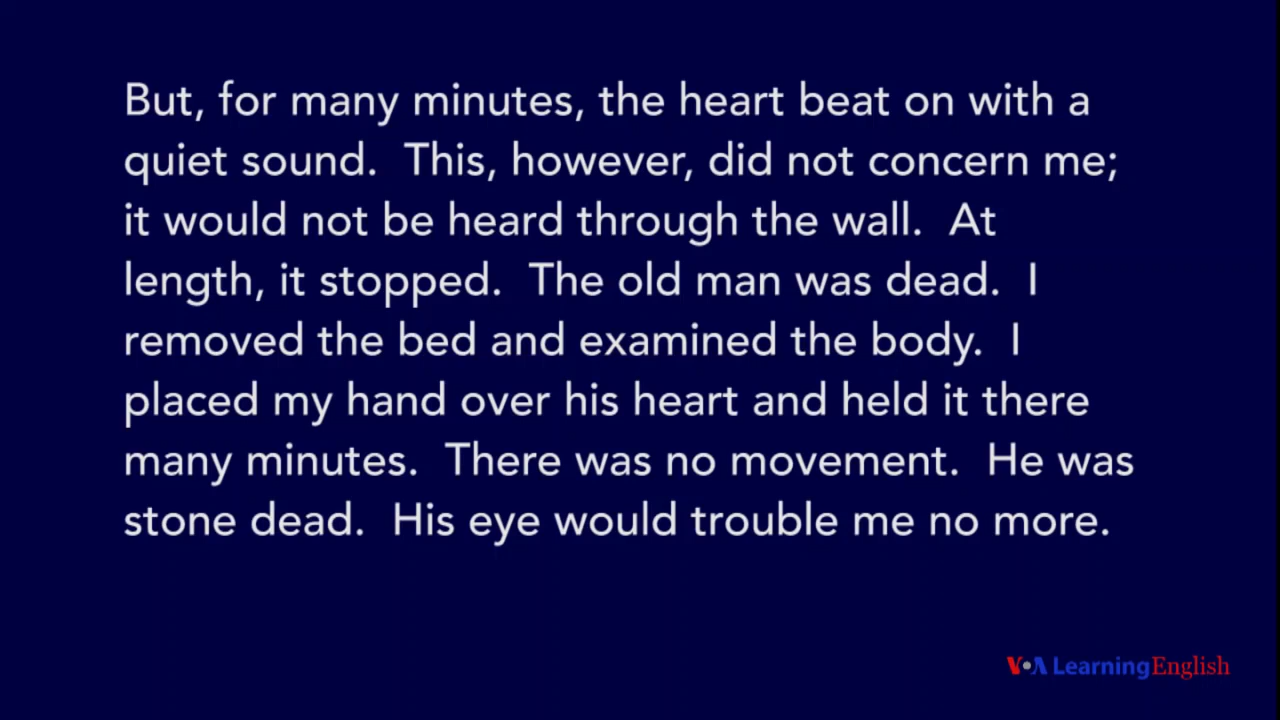 But, for many minutes, the heart beat on with a
quiet sound.  This, however, did not concern me;
it would not be heard through the wall.  At
length, it stopped.  The old man was dead.  I
removed the bed and examined the body.  I
placed my hand over his heart and held it there
many minutes.  There was no movement.  He was
stone dead.  His eye would trouble me no more.
VOA Learning English